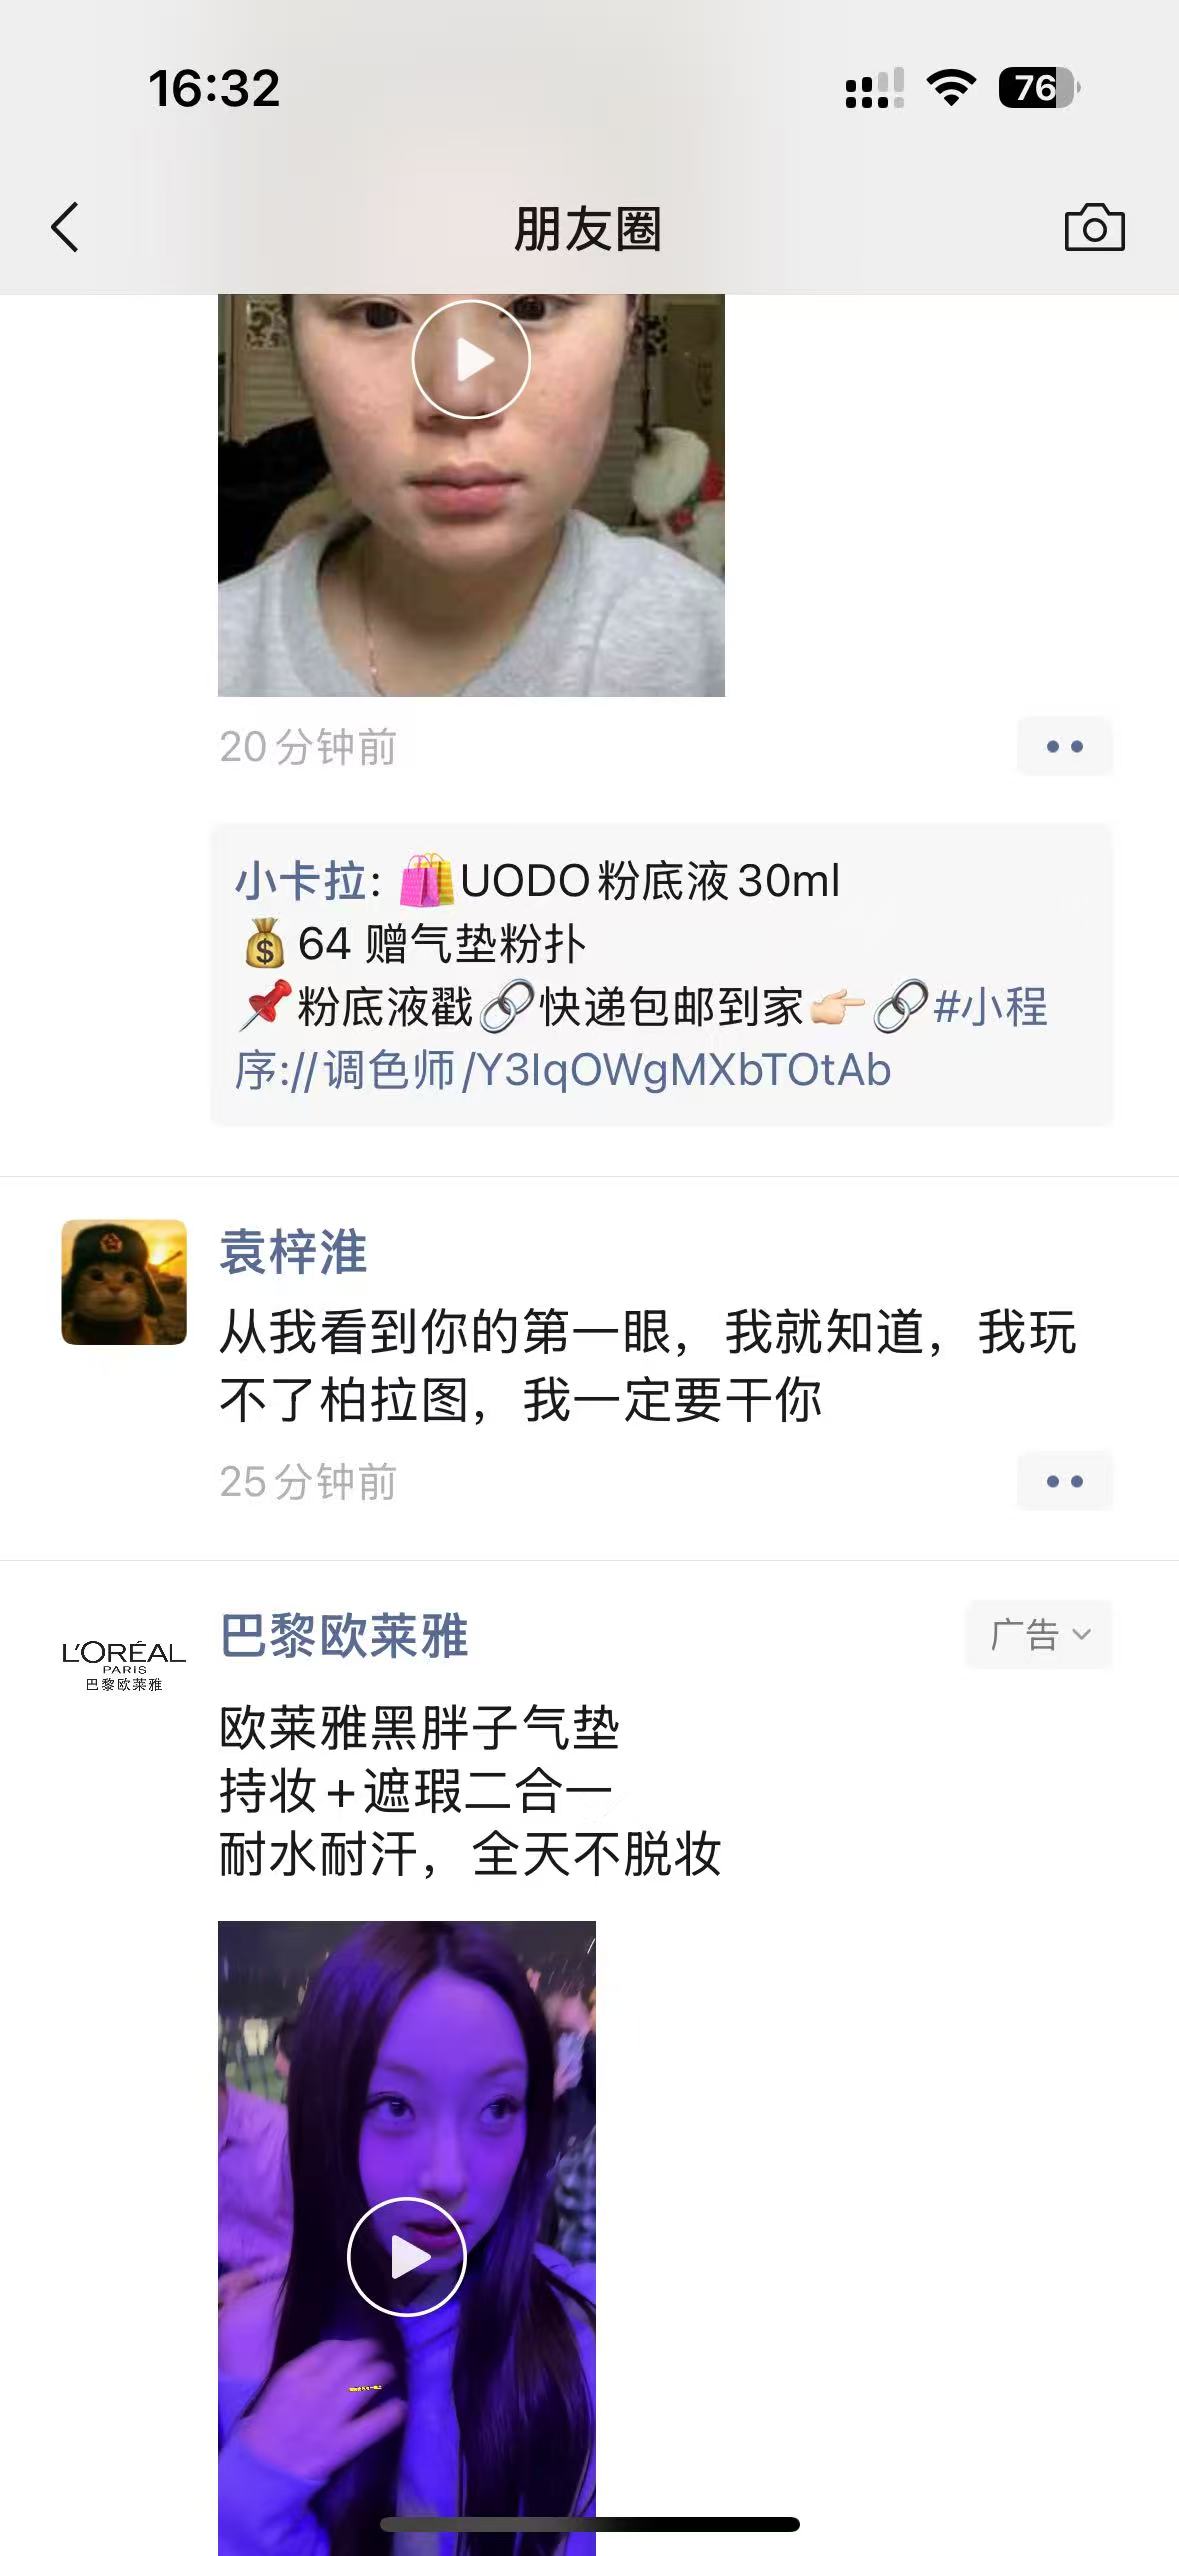 16:32
76
朋友圈
20分钟前
小卡拉: 🛍️UODO粉底液30ml
💰64 赠气垫粉扑
📌粉底液戳🔗快递包邮到家👉🏻🔗#小程
序://调色师/Y3IqOWgMXbTOtAb
袁梓淮
从我看到你的第一眼，我就知道，我玩
不了柏拉图，我一定要干你
25分钟前
L'ORÉAL
PARIS
巴黎欧莱雅
巴黎欧莱雅
广告
欧莱雅黑胖子气垫
持妆+遮瑕二合一
耐水耐汗，全天不脱妆